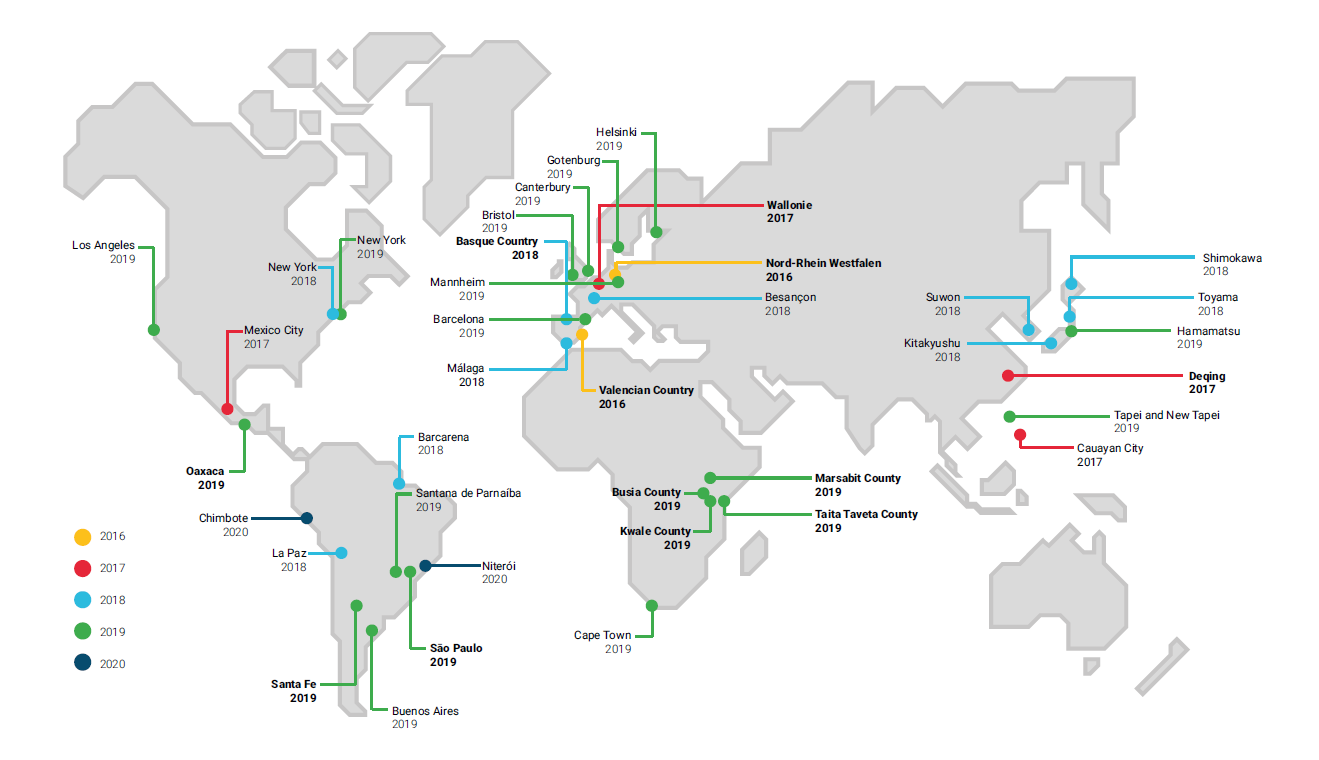 Helsinki
2019
Gotenburg
2019
Canterbury
2019
Wallonie
2017
Bristol
2019
Basque Country
2018
New York
2019
Los Angeles
2019
New York
2018
Nord-Rhein Westfalen
2016
Shimokawa
2018
Mannheim
2019
Besançon
2018
Suwon
2018
Toyama
2018
Barcelona
2019
Mexico City
2017
Hamamatsu
2019
Kitakyushu
2018
Málaga
2018
Deqing
2017
Valencian Country
2016
Tapei and New Tapei
2019
Barcarena
2018
Cauayan City
2017
Oaxaca
2019
Marsabit County
2019
Busia County
2019
Santana de Parnaíba
2019
Taita Taveta County
2019
Chimbote
2020
Kwale County
2019
La Paz
2018
Niterói
2020
Cape Town
2019
São Paulo
2019
Santa Fe
2019
Buenos Aires
2019
2016
2017
2018
2019
2020